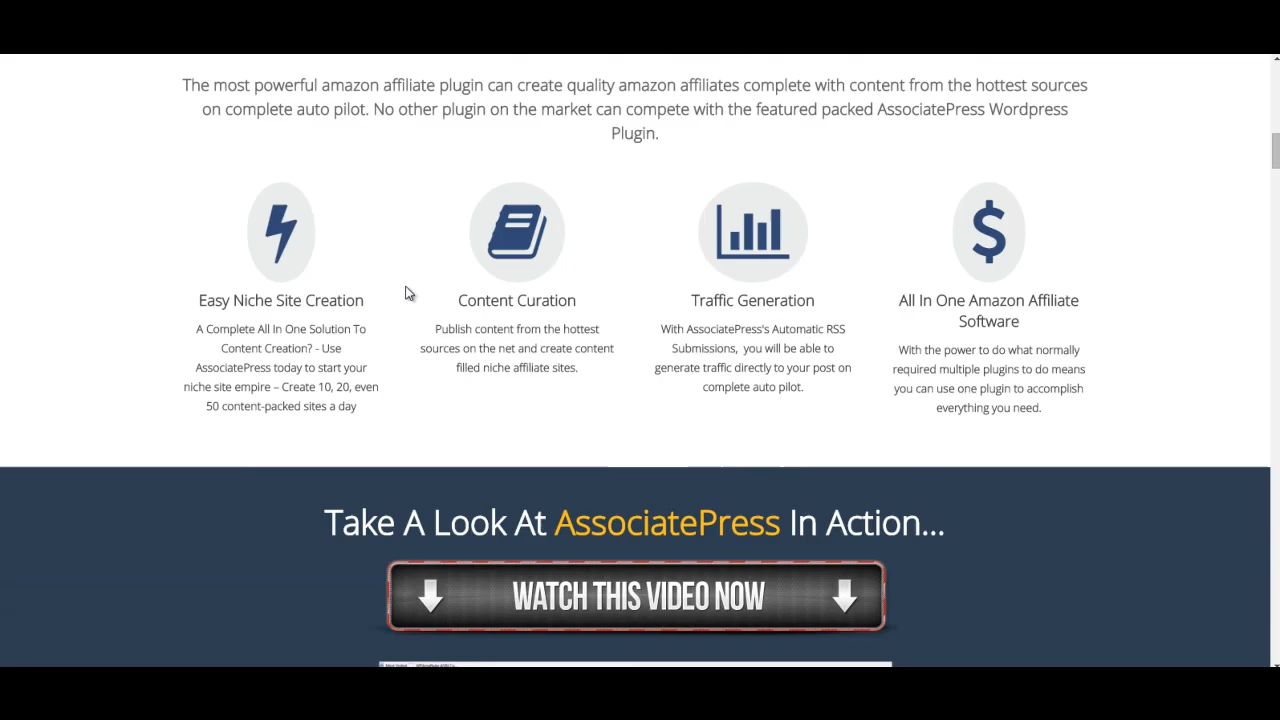 The most powerful amazon affiliate plugin can create quality amazon affiliates complete with content from the hottest sources
on complete auto pilot. No other plugin on the market can compete with the featured packed AssociatePress Wordpress
Plugin.
Easy Niche Site Creation
A Complete All In One Solution To
Content Creation? - Use
AssociatePress today to start your
niche site empire – Create 10, 20, even
50 content-packed sites a day
Content Curation
Publish content from the hottest
sources on the net and create content
filled niche affiliate sites.
Traffic Generation
With AssociatePress's Automatic RSS
Submissions, you will be able to
generate traffic directly to your post on
complete auto pilot.
All In One Amazon Affiliate
Software
With the power to do what normally
required multiple plugins to do means
you can use one plugin to accomplish
everything you need.
Take A Look At AssociatePress In Action...
WATCH THIS VIDEO NOW